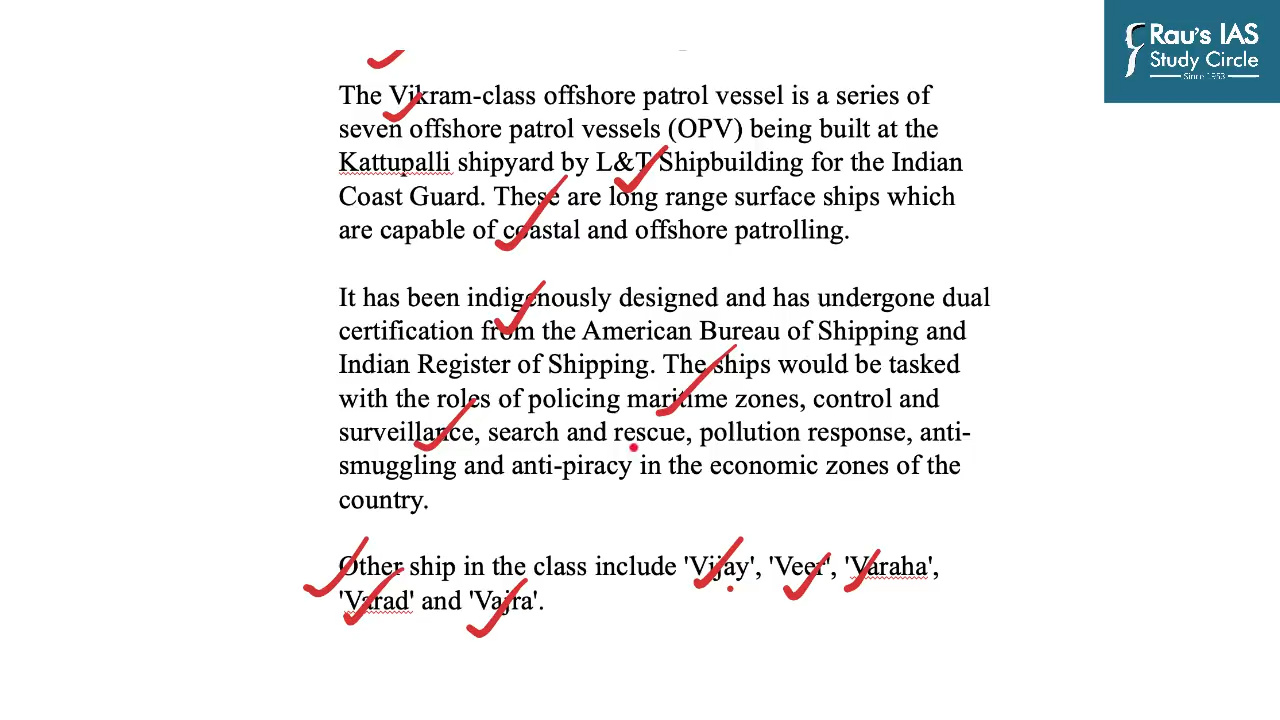 Rau's IAS
Study Circle
Since 1953
The Vikram-class offshore patrol vessel is a series of
seven offshore patrol vessels (OPV) being built at the
Kattupalli shipyard by L&T Shipbuilding for the Indian
Coast Guard. These are long range surface ships which
are capable of coastal and offshore patrolling.
It has been indigenously designed and has undergone dual
certification from the American Bureau of Shipping and
Indian Register of Shipping. The ships would be tasked
with the roles of policing maritime zones, control and
surveillance, search and rescue, pollution response, anti-
smuggling and anti-piracy in the economic zones of the
country.
Other ship in the class include 'Vijay', 'Veer', 'Varaha',
'Varad' and 'Vajra'.